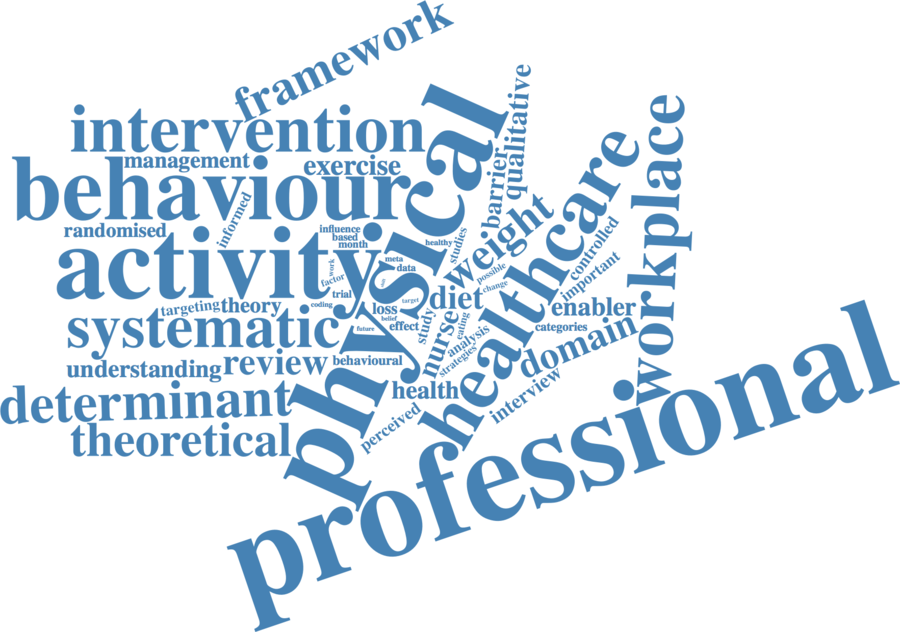 framework
intervention
management
exercise
behaviour
physical
qualitative
barrier
healthcare
workplace
informed
randomised
influence
based
month
healthy
studies
weight
controlled
activity
meta
data
work
factor
possible
change
important
trial
target
diet
targeting
theory
coding
loss
enabler
belief
systematic
future
effect
study
nurse
eating
categories
analysis
domain
strategies
understanding
review
behavioural
health
interview
determinant
perceived
theoretical
professional